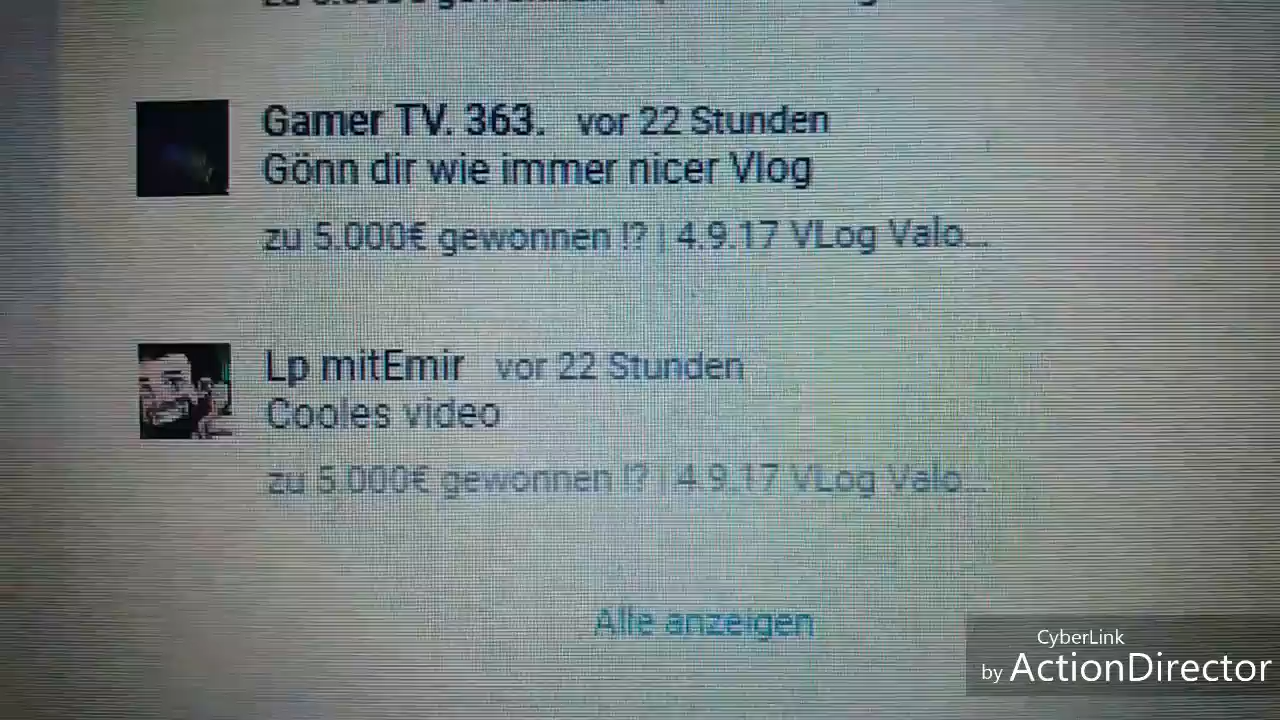 Gamer TV. 363. vor 22 Stunden
Gönn dir wie immer nicer Vlog
zu 5.000€ gewonnen !? | 4.9.17 VLog Valo...
Lp mitEmir vor 22 Stunden
Cooles video
zu 5.000€ gewonnen !? | 4.9.17 VLog Valo...
Alle anzeigen
CyberLink
by ActionDirector